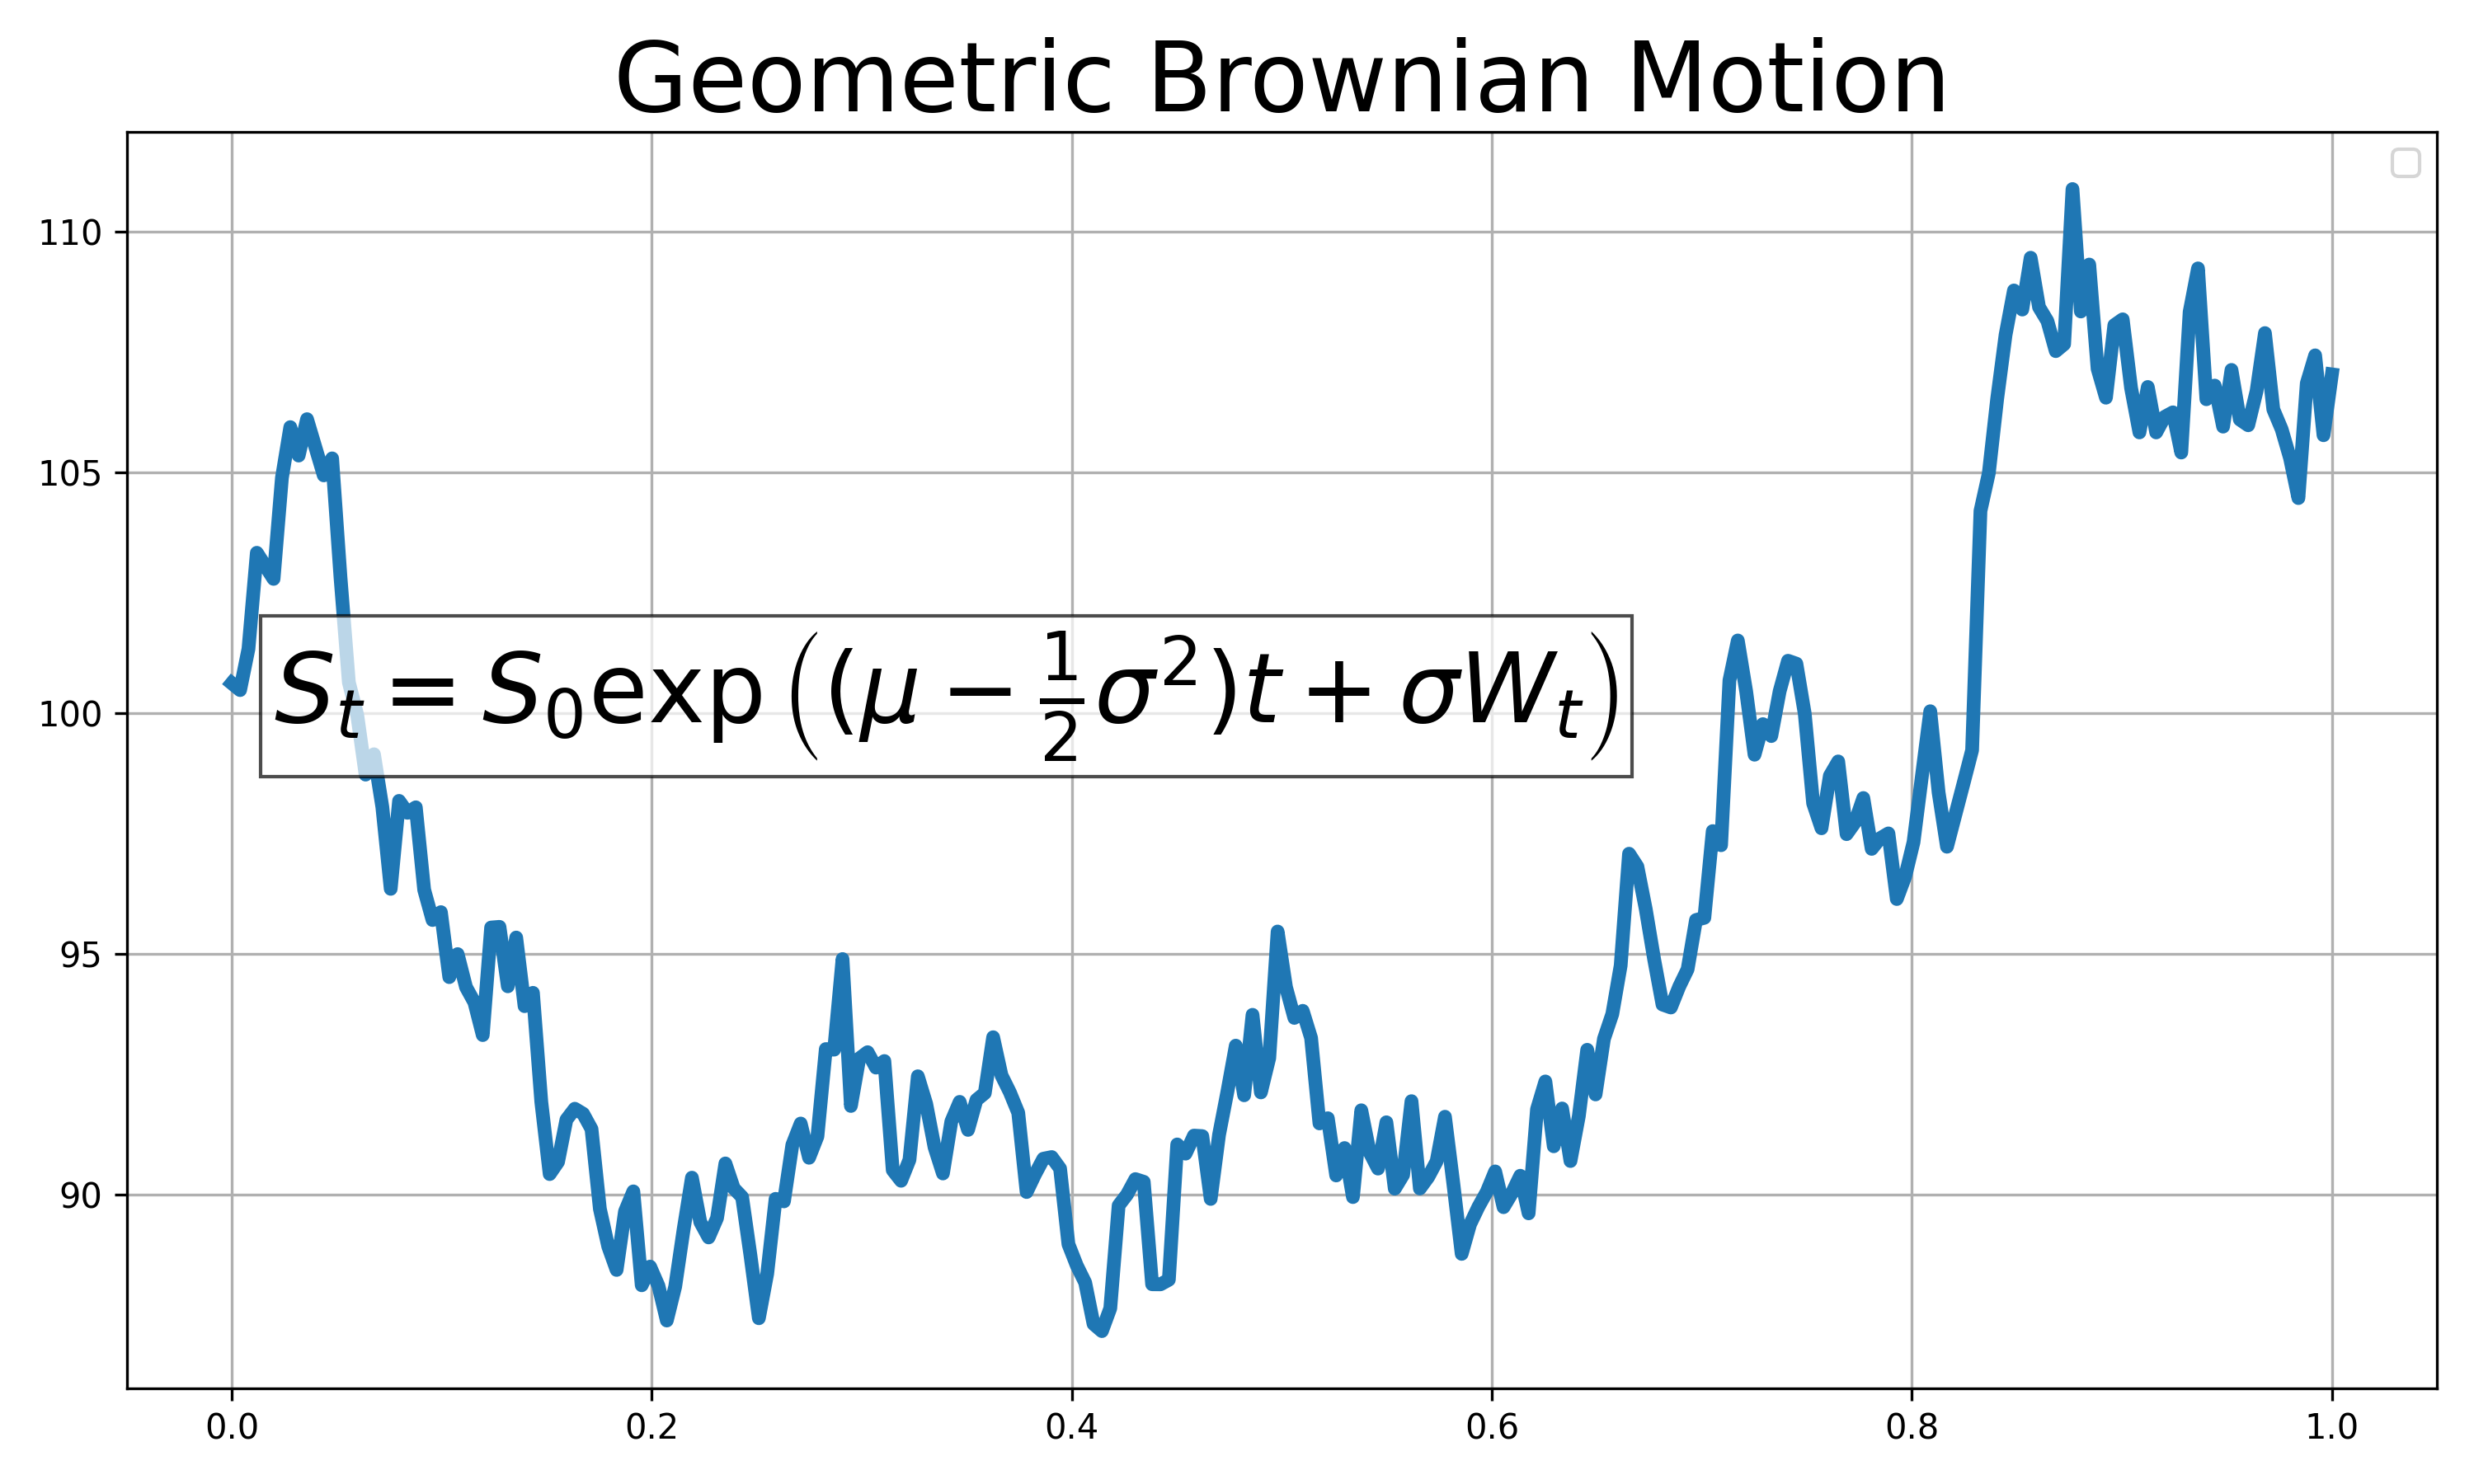 Geometric Brownian Motion
110
105
100
95
90
S_t = S_0 exp((μ − 1/2 σ²)t + σW_t)
0.0 0.2 0.4 0.6 0.8 1.0